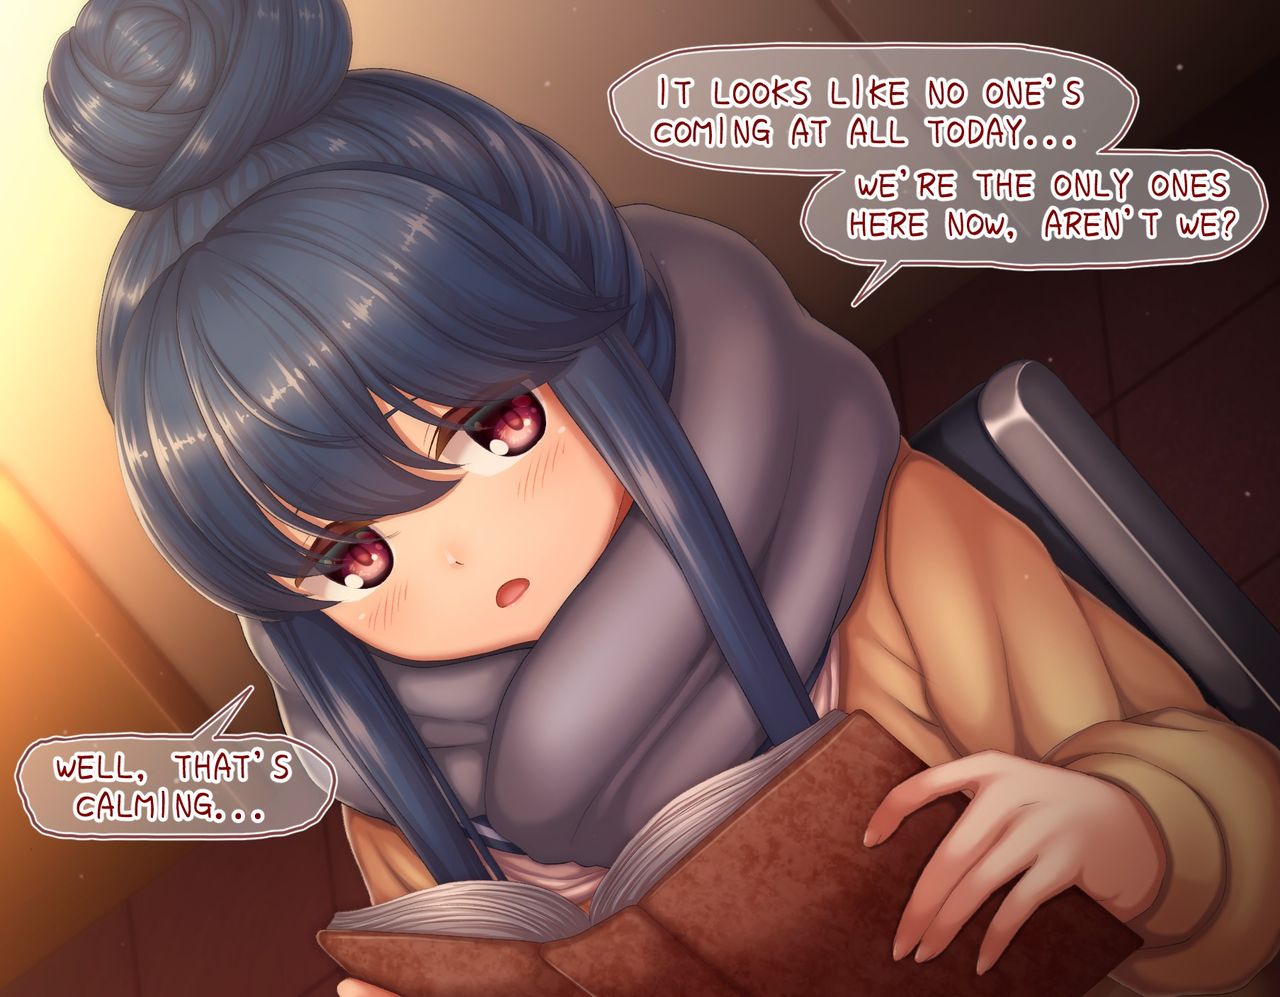 IT LOOKS LIKE NO ONE'S
COMING AT ALL TODAY...
WE'RE THE ONLY ONES
HERE NOW, AREN'T WE?
WELL, THAT'S
CALMING...